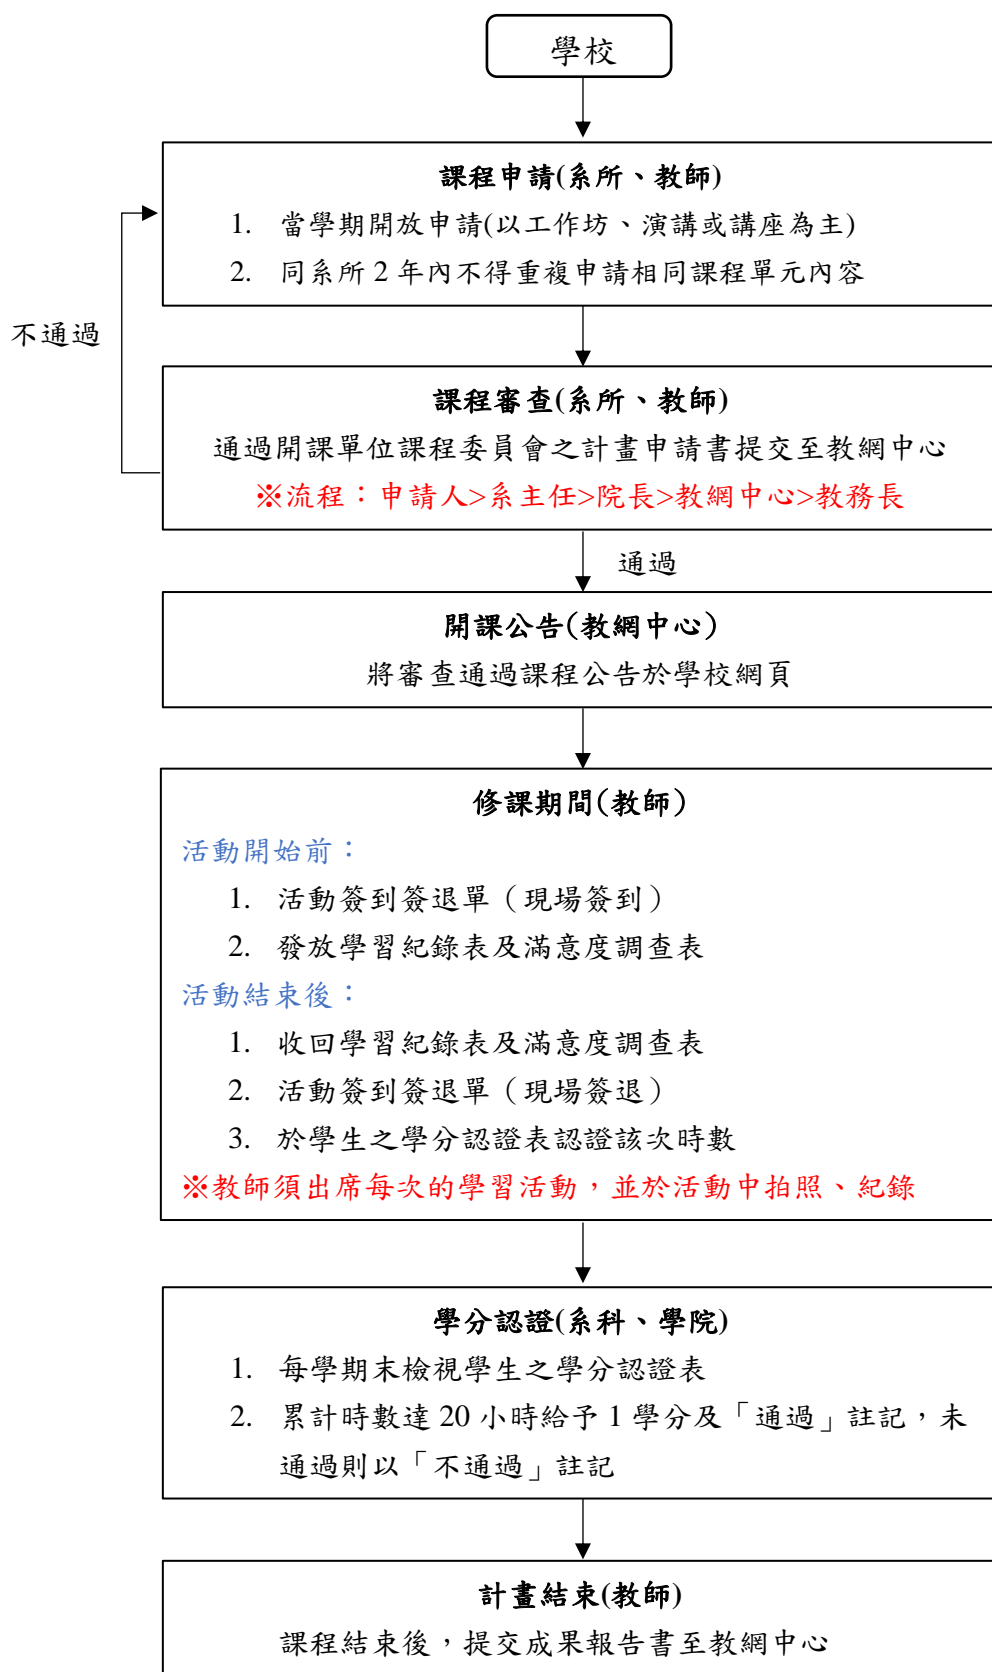 學校
課程申請(系所、教師)
1. 當學期開放申請(以工作坊、演講或講座為主)
2. 同系所 2 年內不得重複申請相同課程單元內容
不通過
課程審查(系所、教師)
通過開課單位課程委員會之計畫申請書提交至教網中心
※流程：申請人>系主任>院長>教網中心>教務長
通過
開課公告(教網中心)
將審查通過課程公告於學校網頁
修課期間(教師)
活動開始前：
1. 活動簽到簽退單（現場簽到）
2. 發放學習紀錄表及滿意度調查表
活動結束後：
1. 收回學習紀錄表及滿意度調查表
2. 活動簽到簽退單（現場簽退）
3. 於學生之學分認證表認證該次時數
※教師須出席每次的學習活動，並於活動中拍照、紀錄
學分認證(系科、學院)
1. 每學期末檢視學生之學分認證表
2. 累計時數達 20 小時給予 1 學分及「通過」註記，未
通過則以「不通過」註記
計畫結束(教師)
課程結束後，提交成果報告書至教網中心